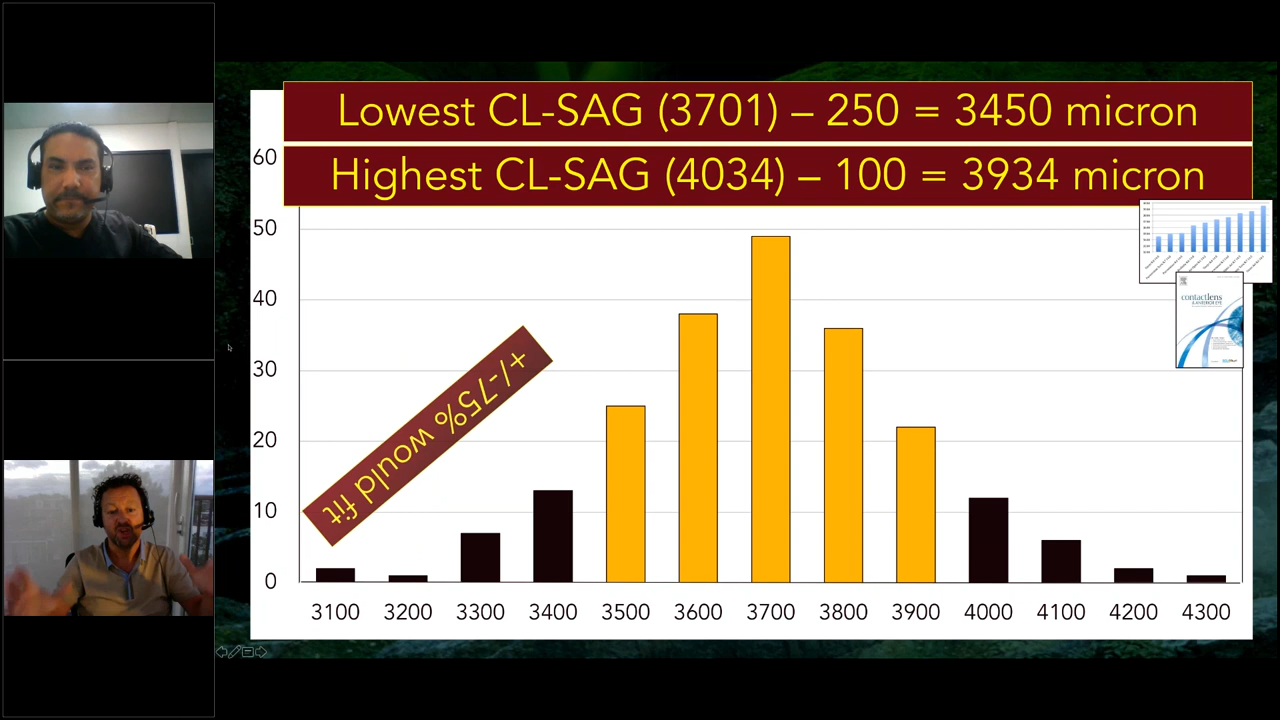 Lowest CL-SAG (3701) – 250 = 3450 micron
Highest CL-SAG (4034) – 100 = 3934 micron
60
50
40
30
20
10
0
+/-75% would fit
contactlens
& ANTERIOR EYE
3100 3200 3300 3400 3500 3600 3700 3800 3900 4000 4100 4200 4300